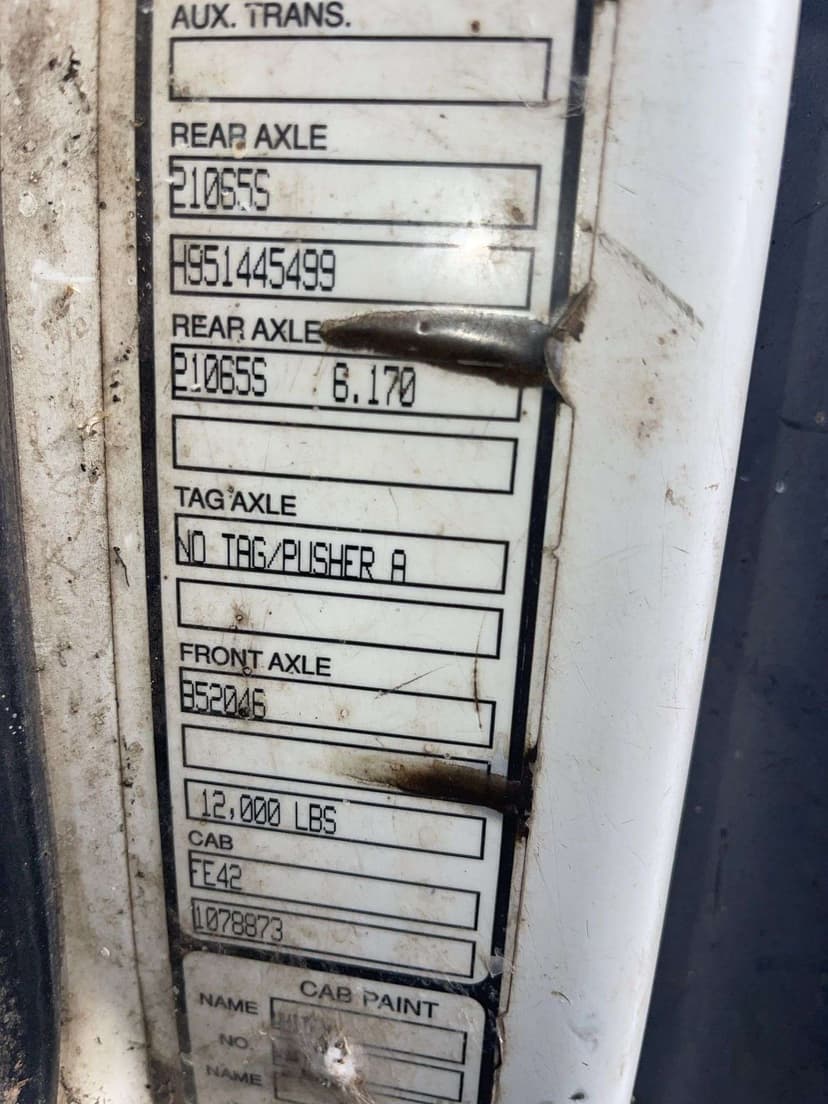 AUX. TRANS.
REAR AXLE
21065S
H951445499
REAR AXLE
21065S 6.170
TAG AXLE
NO TAG/PUSHER A
FRONT AXLE
852046
12,000 LBS
CAB
FE42
1078873
CAB PAINT
NAME
NO.
NAME